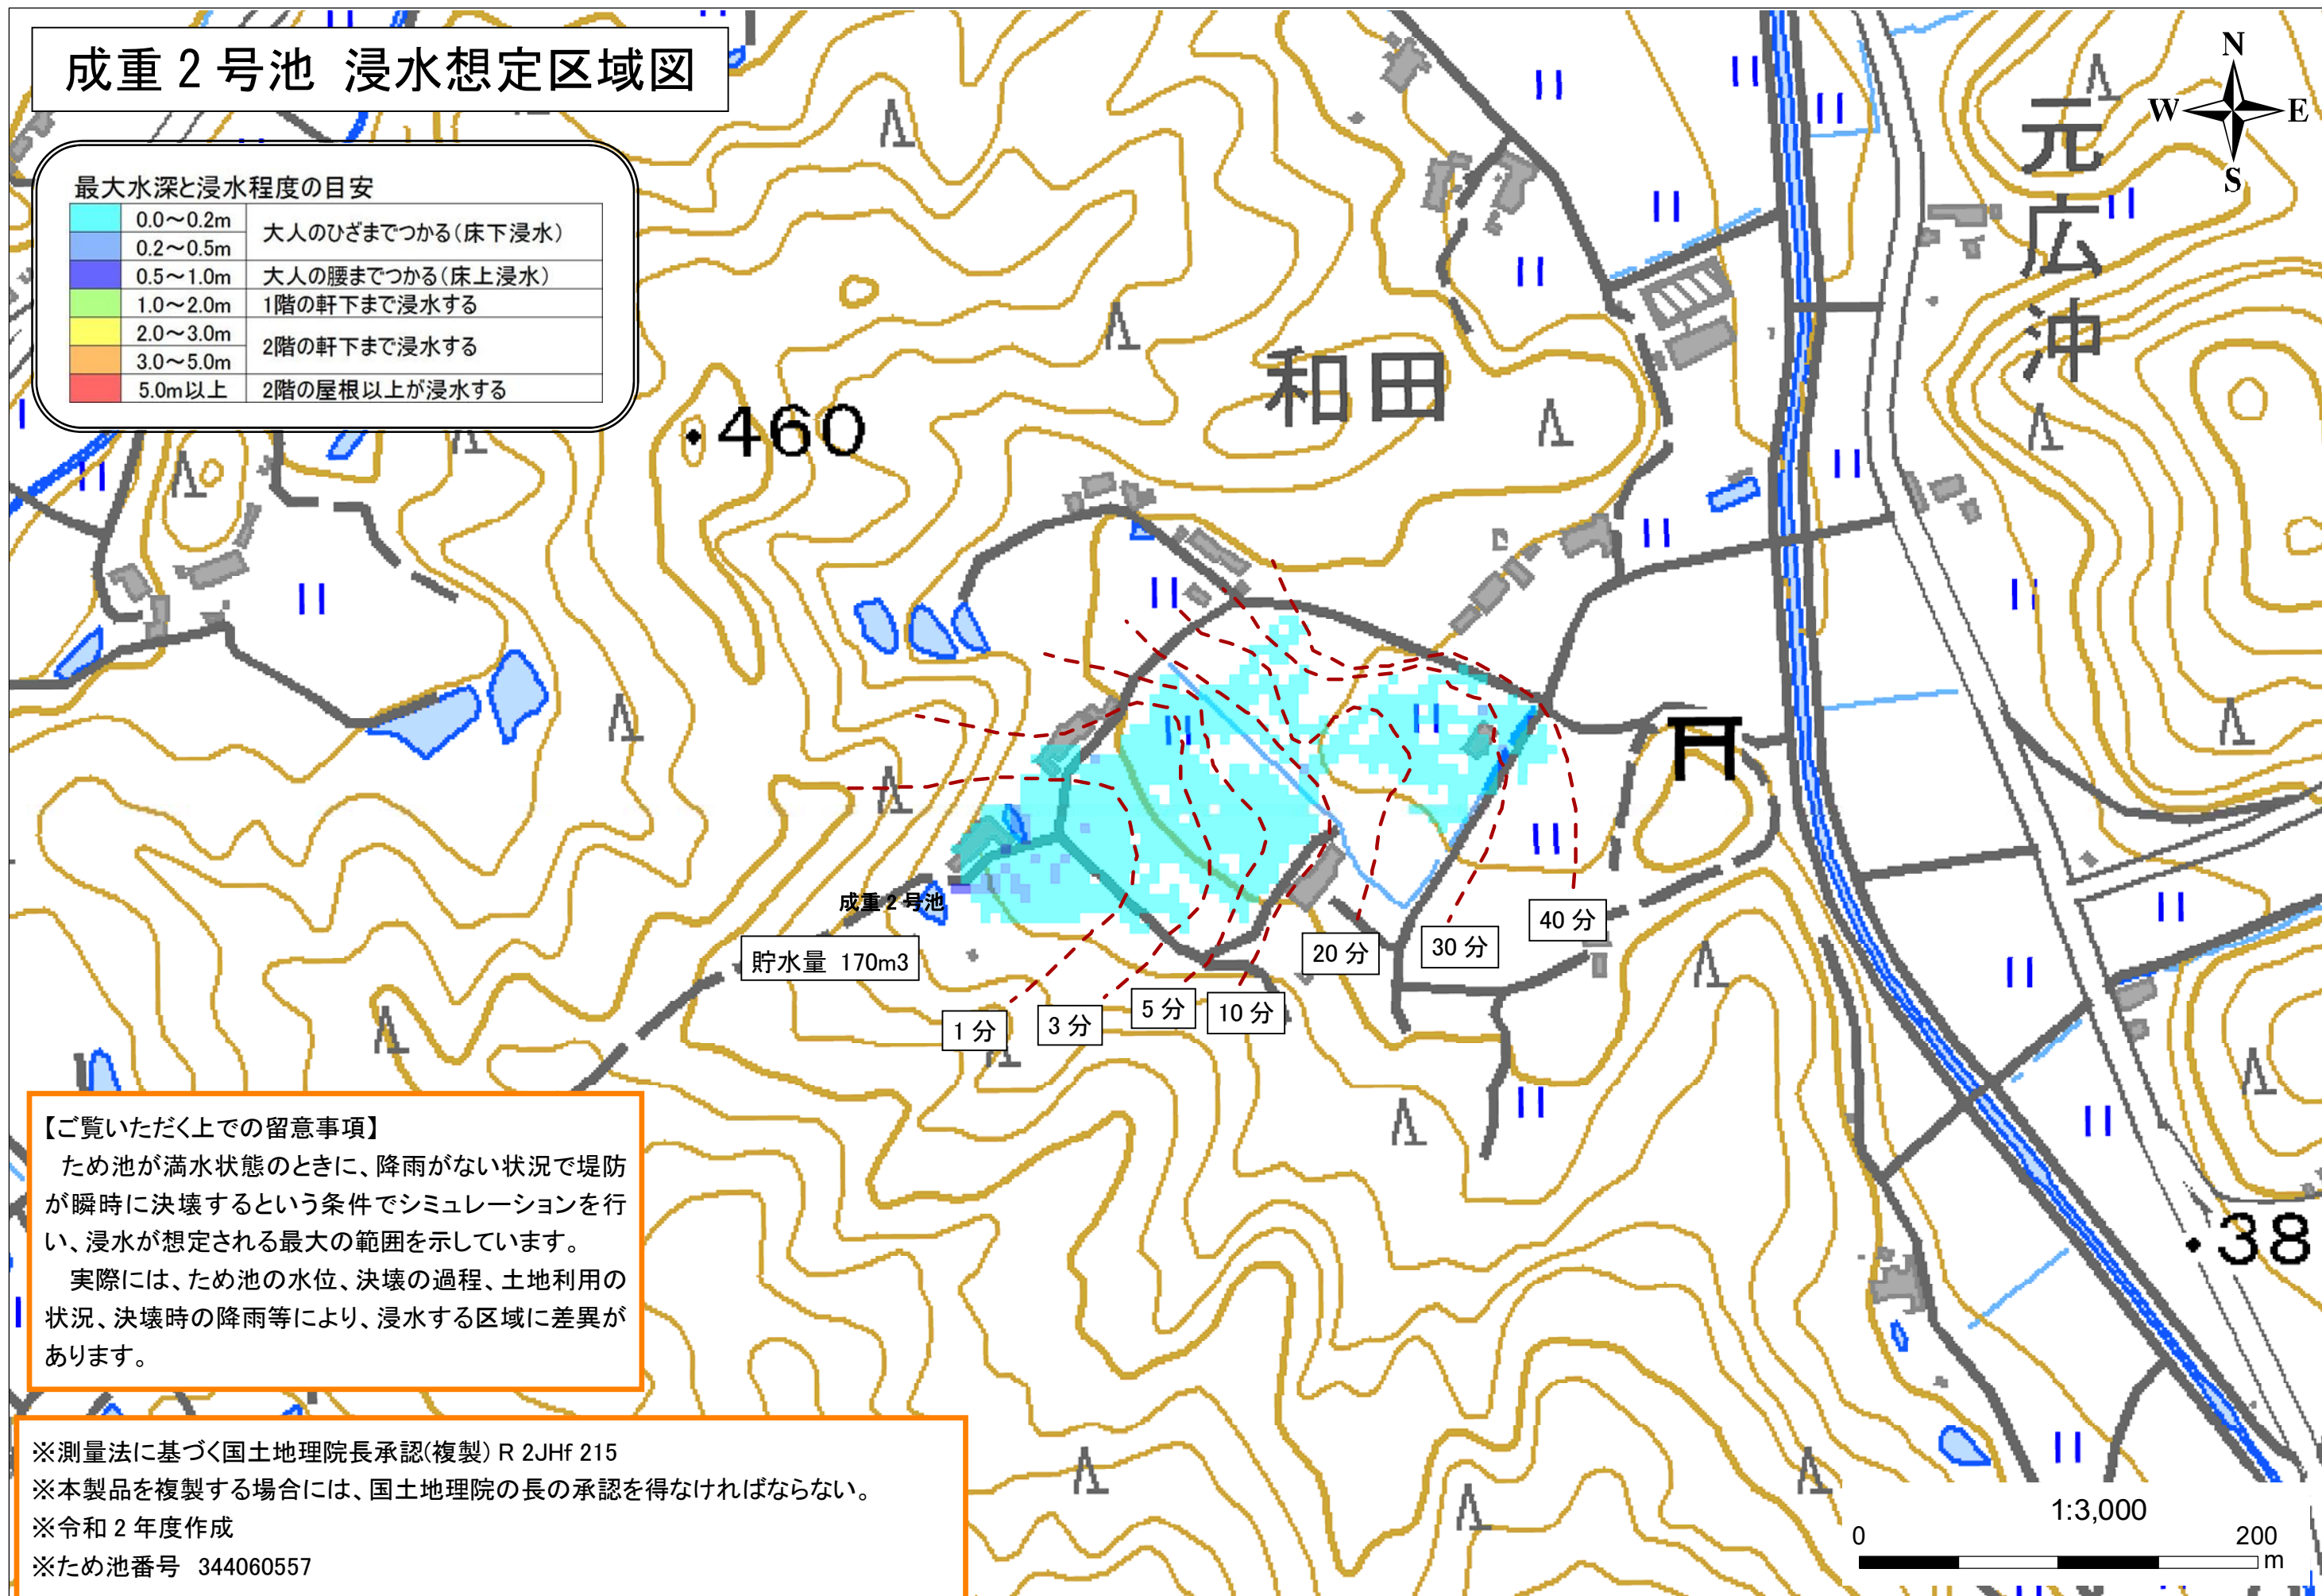 成重2号池 浸水想定区域図
N
W
E
S
最大水深と浸水程度の目安
0.0～0.2m
大人のひざまでつかる(床下浸水)
0.2～0.5m
0.5～1.0m 大人の腰までつかる(床上浸水)
1.0～2.0m 1階の軒下まで浸水する
2.0～3.0m
2階の軒下まで浸水する
3.0～5.0m
5.0m以上 2階の屋根以上が浸水する
元広沖
和田
460
成重2号池
貯水量 170m3
1分
3分
5分
10分
20分
30分
40分
38
【ご覧いただく上での留意事項】
ため池が満水状態のときに、降雨がない状況で堤防
が瞬時に決壊するという条件でシミュレーションを行
い、浸水が想定される最大の範囲を示しています。
実際には、ため池の水位、決壊の過程、土地利用の
状況、決壊時の降雨等により、浸水する区域に差異が
あります。
※測量法に基づく国土地理院長承認(複製) R 2JHf 215
※本製品を複製する場合には、国土地理院の長の承認を得なければならない。
※令和2年度作成
※ため池番号 344060557
1:3,000
0 200
m